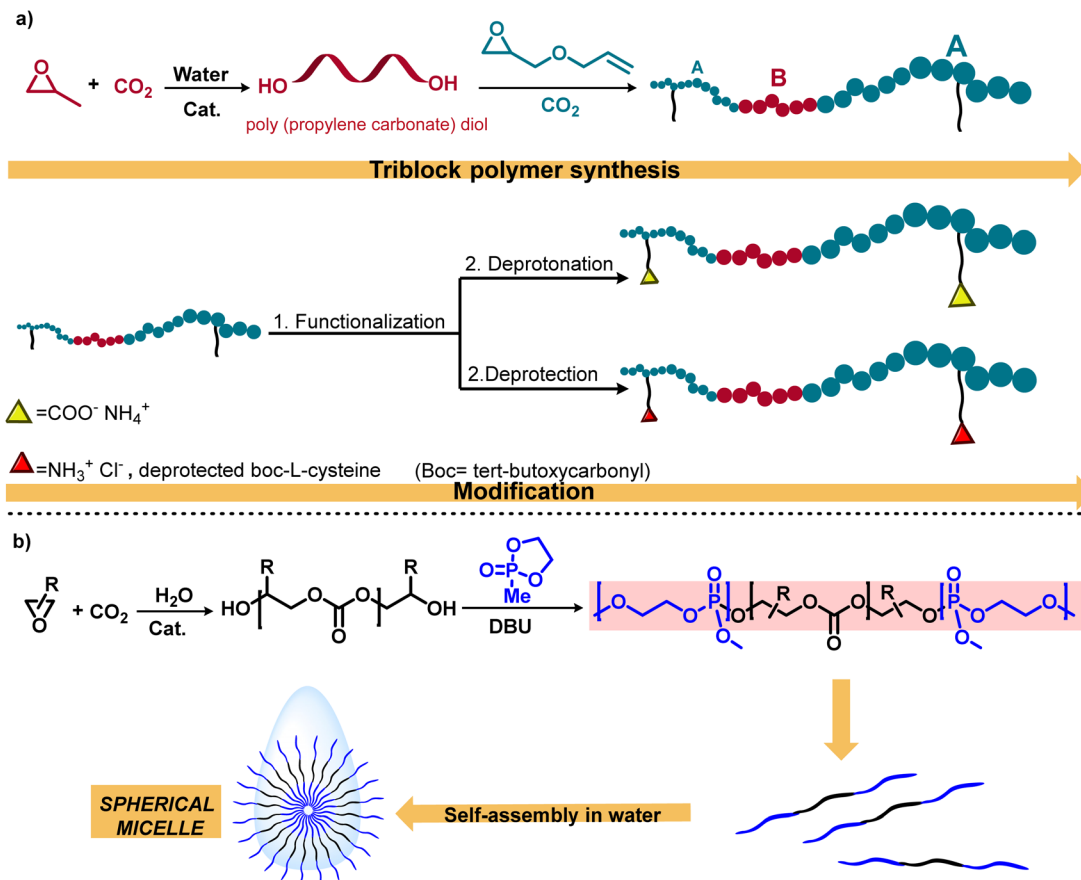 a)
O
+ CO₂
Water
Cat.
HO
OH
poly (propylene carbonate) diol
O
O
CO₂
A
B
A
Triblock polymer synthesis
1. Functionalization
2. Deprotonation
2.Deprotection
=COO⁻ NH₄⁺
=NH₃⁺ Cl⁻, deprotected boc-L-cysteine (Boc= tert-butoxycarbonyl)
Modification
b)
R
O
+ CO₂
H₂O
Cat.
R
HO
O
O
O
R
OH
O
O
O=P
Me
DBU
O
O
O
P
O
O
R
O
O
O
R
O
O
P
O
O
O
Self-assembly in water
SPHERICAL
MICELLE